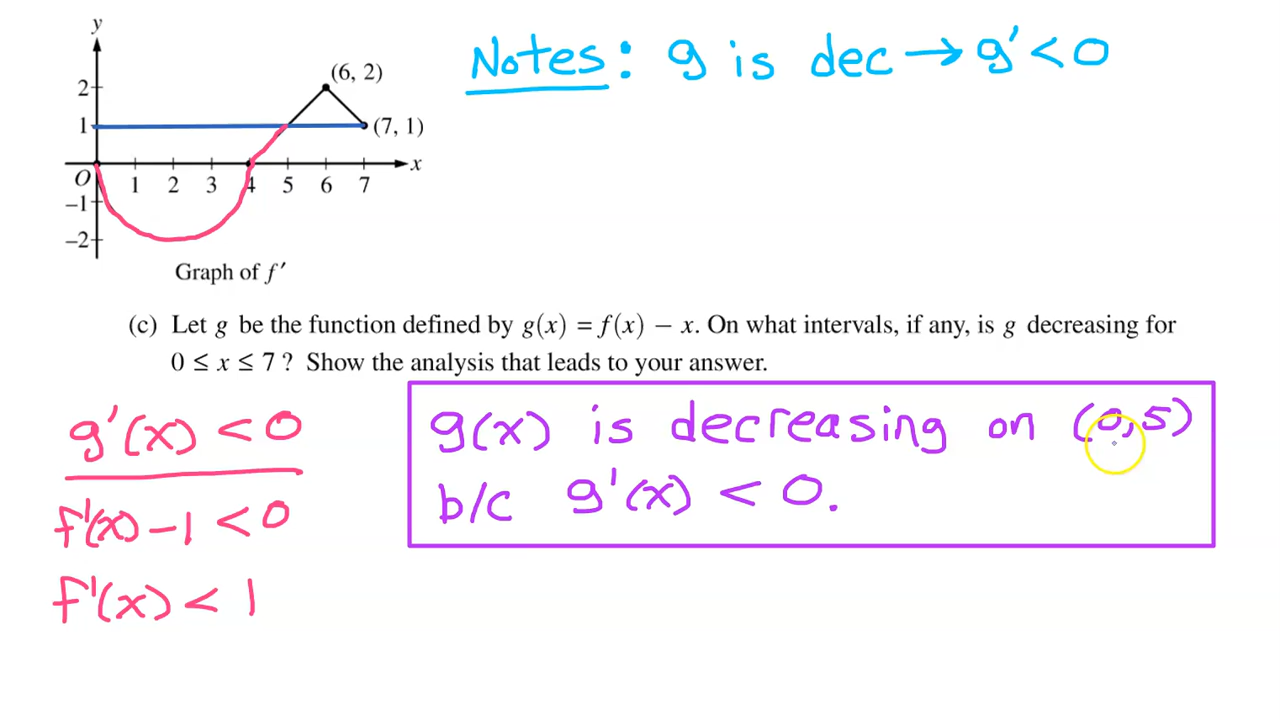 y
Notes: g is dec → g' < 0
(6, 2)
2
1
(7, 1)
x
O
1 2 3 4 5 6 7
−1
−2
Graph of f′
(c) Let g be the function defined by g(x) = f(x) − x. On what intervals, if any, is g decreasing for
0 ≤ x ≤ 7 ? Show the analysis that leads to your answer.
g'(x) < 0
f'(x) − 1 < 0
f'(x) < 1
g(x) is decreasing on (0,5)
b/c g'(x) < 0.